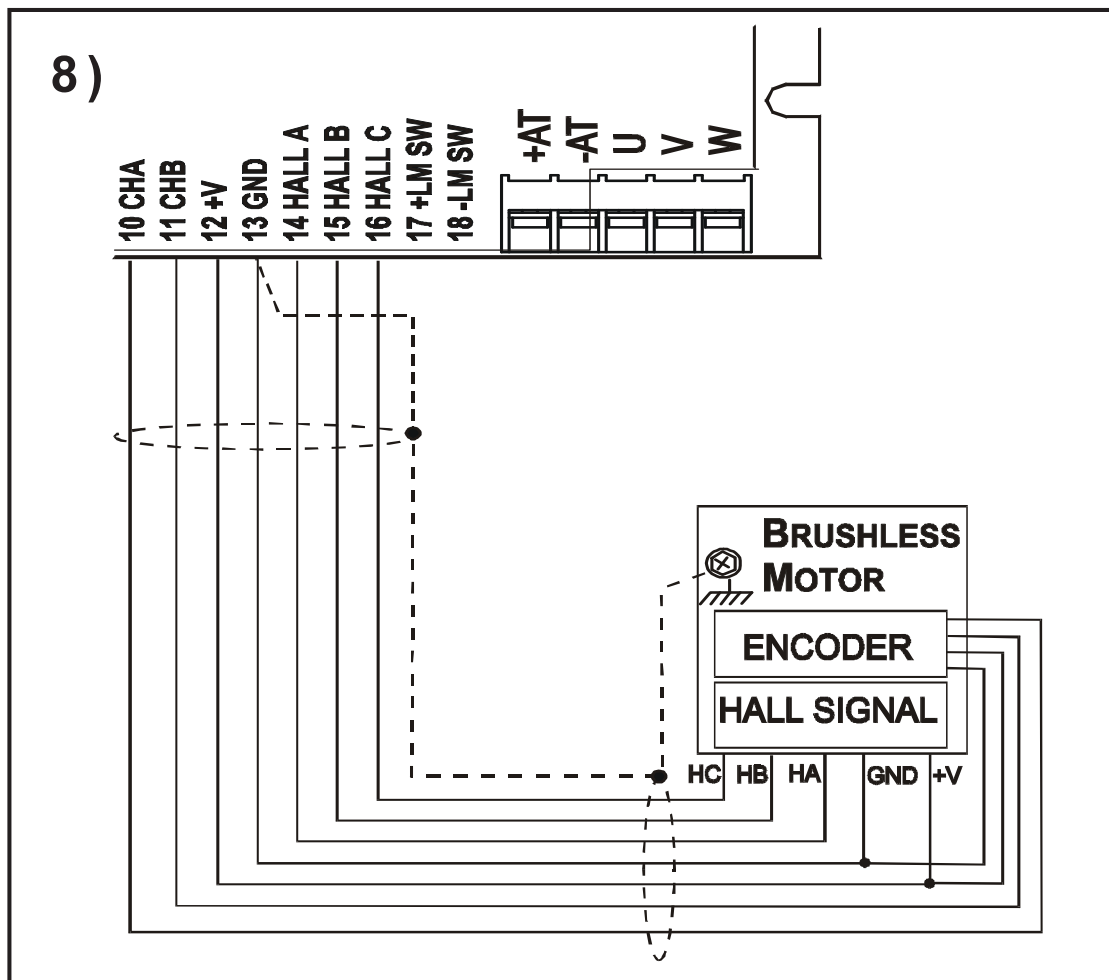 8)
10 CHA
11 CHB
12 +V
13 GND
14 HALL A
15 HALL B
16 HALL C
17 +LM SW
18 -LM SW
+AT
-AT
U
V
W
BRUSHLESS
MOTOR
ENCODER
HALL SIGNAL
HC HB HA GND +V